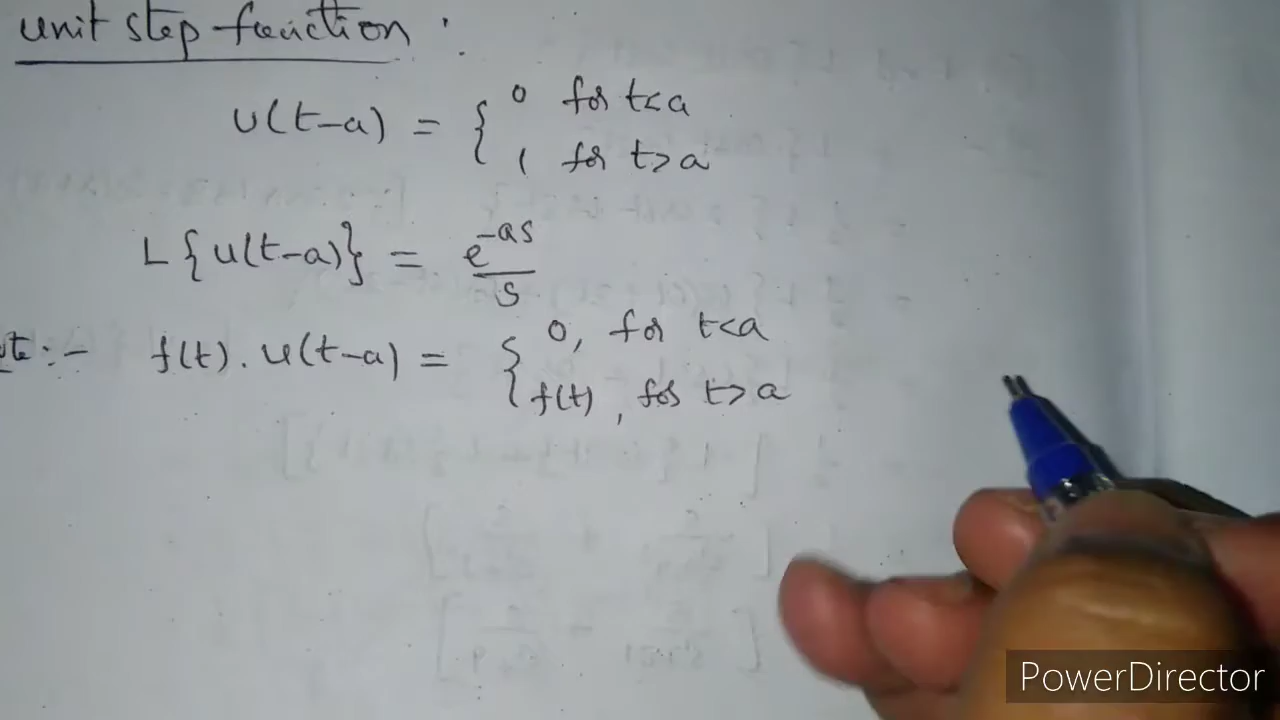 unit step function :
u(t-a) = { 0 for t<a
1 for t>a
L{u(t-a)} = e^-as / s
:- f(t). u(t-a) = { 0, for t<a
f(t), for t>a
PowerDirector